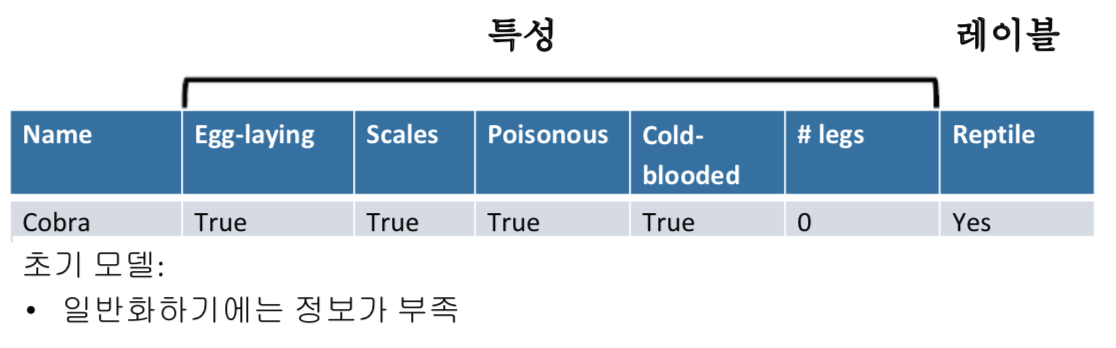 특성 레이블
Name Egg-laying Scales Poisonous Cold-blooded # legs Reptile
Cobra True True True True 0 Yes
초기 모델:
• 일반화하기에는 정보가 부족